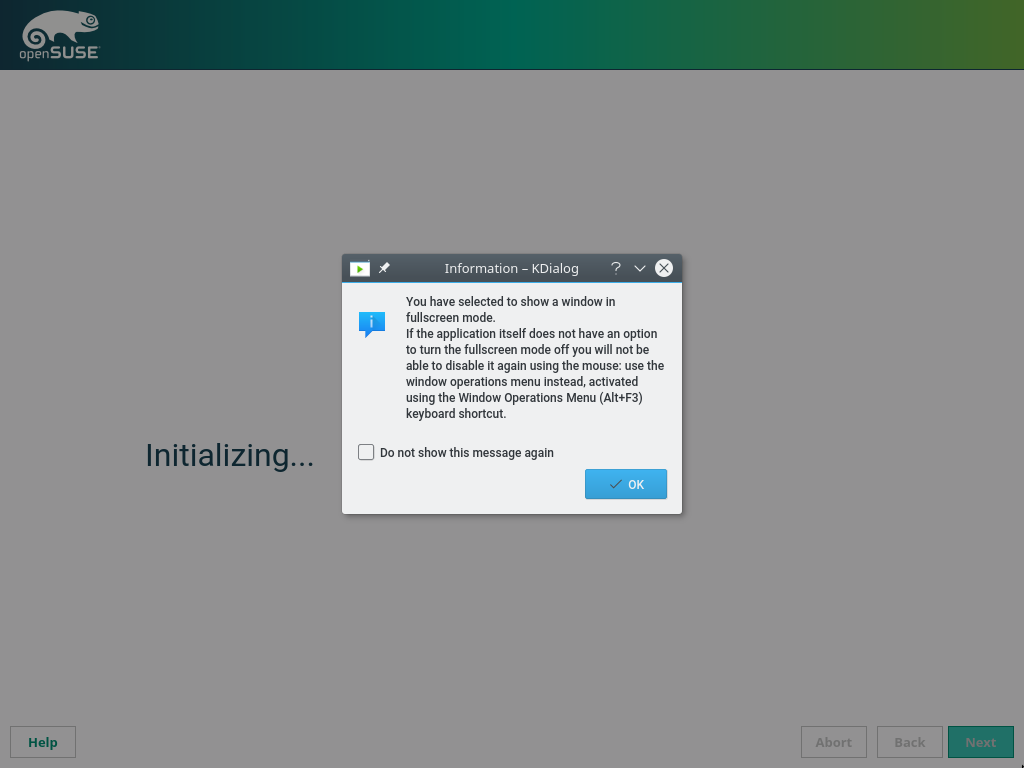 openSUSE
Information – KDialog
You have selected to show a window in
fullscreen mode.
If the application itself does not have an option
to turn the fullscreen mode off you will not be
able to disable it again using the mouse: use the
window operations menu instead, activated
using the Window Operations Menu (Alt+F3)
keyboard shortcut.
Initializing...
Do not show this message again
OK
Help
Abort
Back
Next